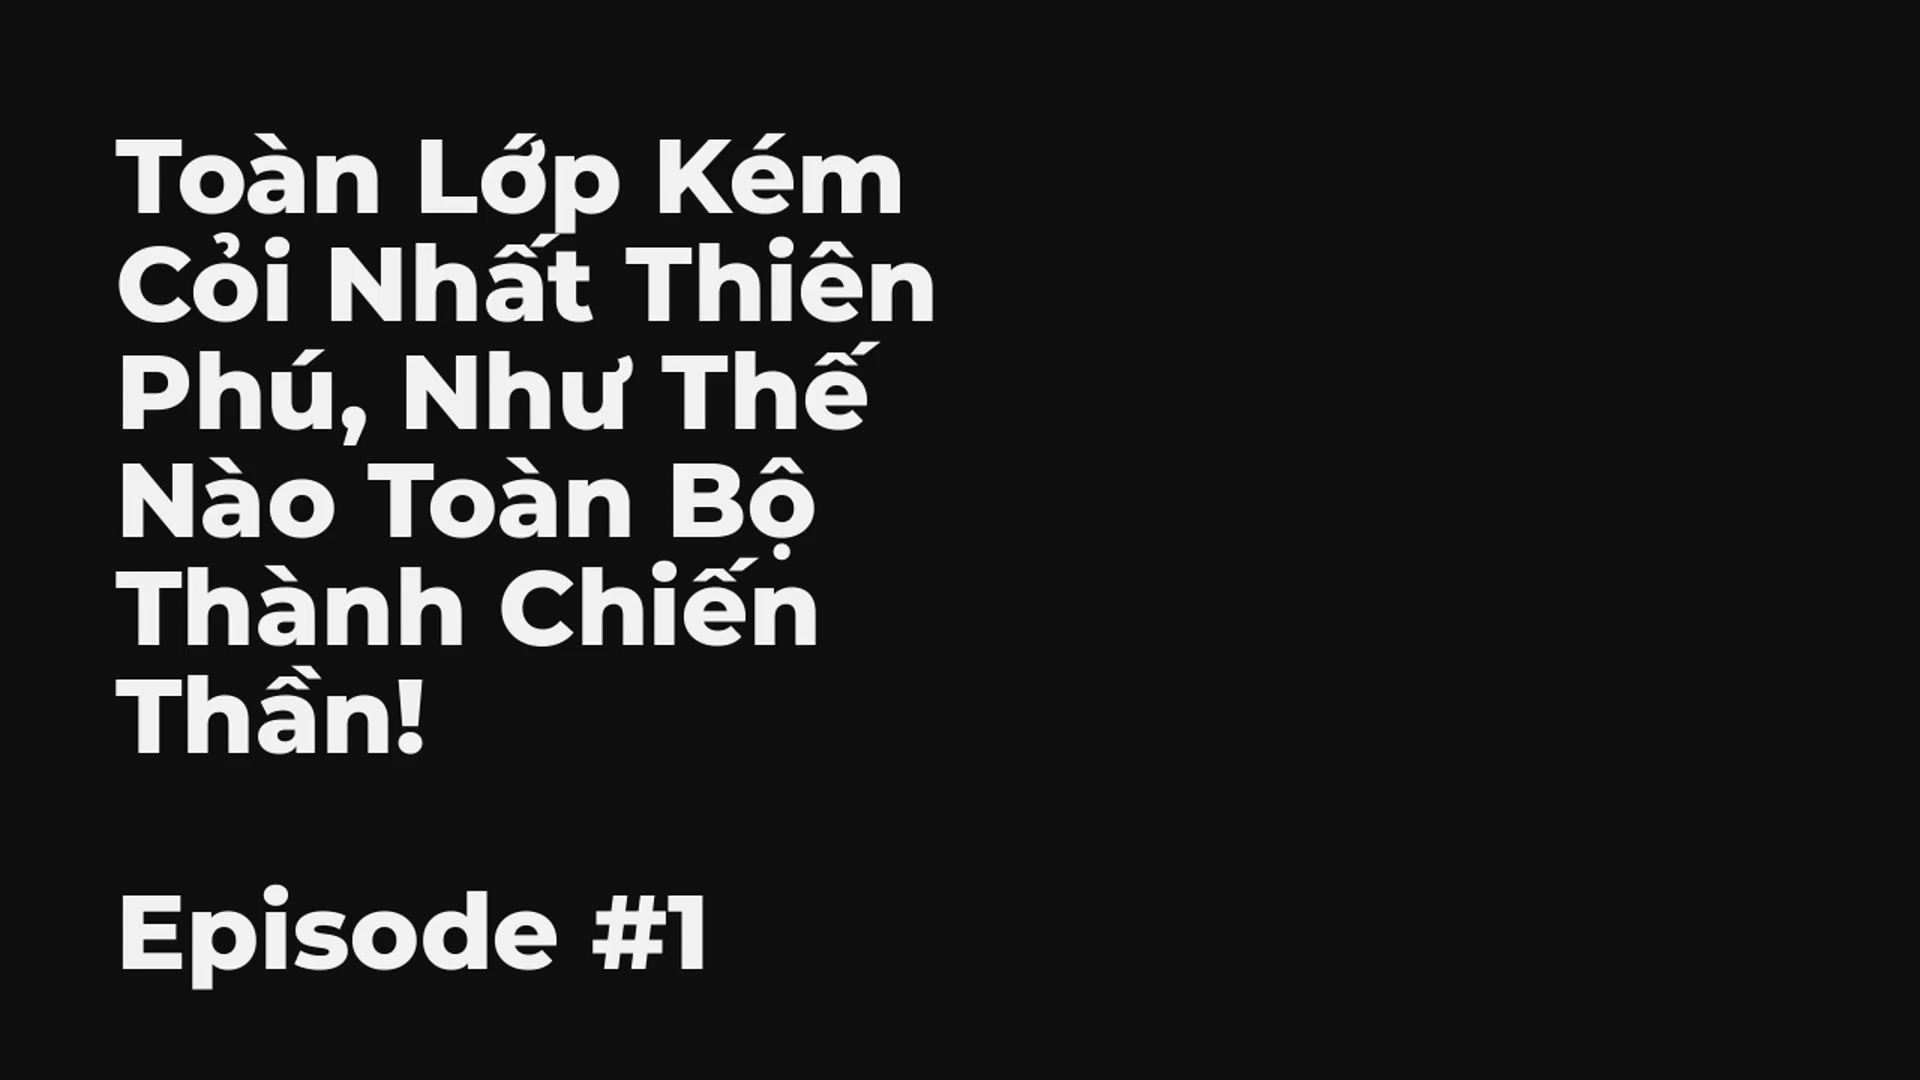 Toàn Lớp Kém
Cỏi Nhất Thiên
Phú, Như Thế
Nào Toàn Bộ
Thành Chiến
Thần!
Episode #1